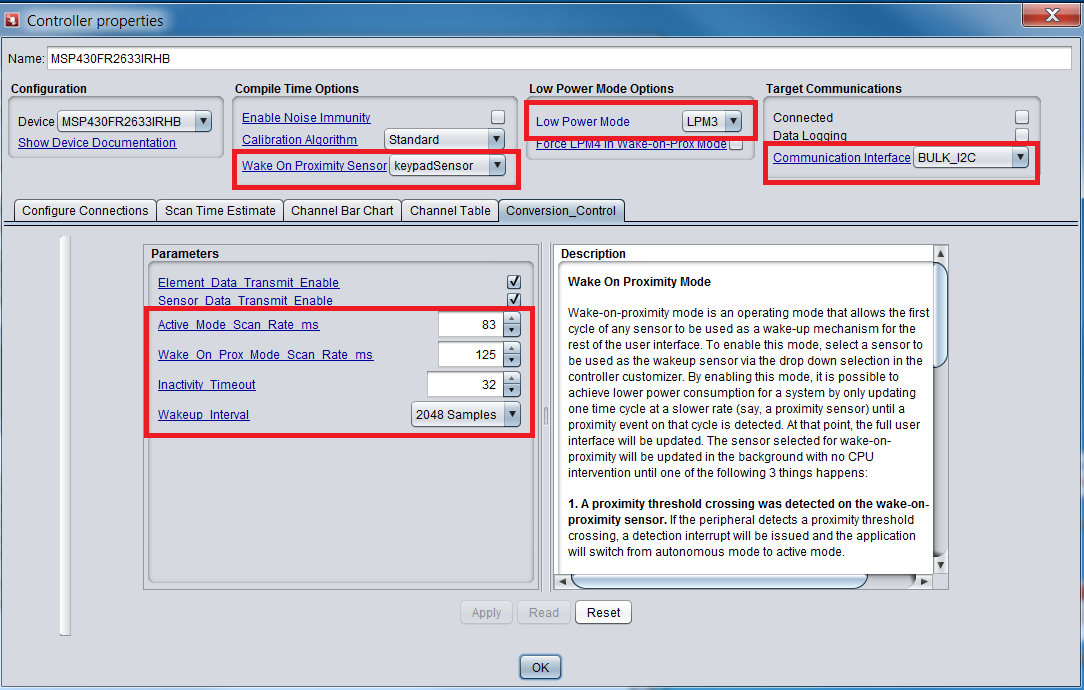 Controller properties
Name: MSP430FR2633IRHB
Configuration
Device MSP430FR2633IRHB
Show Device Documentation
Compile Time Options
Enable Noise Immunity
Calibration Algorithm Standard
Wake On Proximity Sensor keypadSensor
Low Power Mode Options
Low Power Mode LPM3
Force LPM4 in Wake-on-Prox Mode
Target Communications
Connected
Data Logging
Communication Interface BULK_I2C
Configure Connections Scan Time Estimate Channel Bar Chart Channel Table Conversion_Control
Parameters
Element_Data_Transmit_Enable
Sensor_Data_Transmit_Enable
Active_Mode_Scan_Rate_ms 83
Wake_On_Prox_Mode_Scan_Rate_ms 125
Inactivity_Timeout 32
Wakeup_Interval 2048 Samples
Description
Wake On Proximity Mode
Wake-on-proximity mode is an operating mode that allows the first
cycle of any sensor to be used as a wake-up mechanism for the
rest of the user interface. To enable this mode, select a sensor to
be used as the wakeup sensor via the drop down selection in the
controller customizer. By enabling this mode, it is possible to
achieve lower power consumption for a system by only updating
one time cycle at a slower rate (say, a proximity sensor) until a
proximity event on that cycle is detected. At that point, the full user
interface will be updated. The sensor selected for wake-on-
proximity will be updated in the background with no CPU
intervention until one of the following 3 things happens:
1. A proximity threshold crossing was detected on the wake-on-
proximity sensor. If the peripheral detects a proximity threshold
crossing, a detection interrupt will be issued and the application
will switch from autonomous mode to active mode.
Apply Read Reset
OK